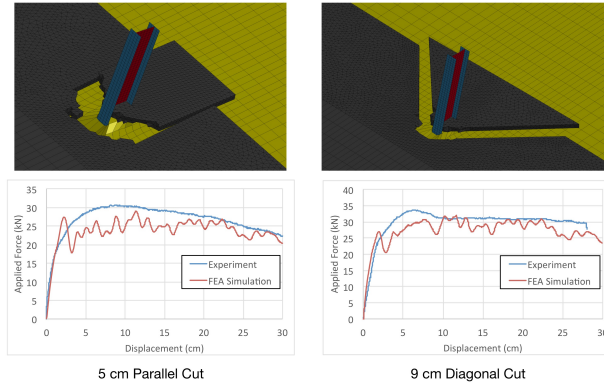 35
30
25
20
15
10
5
0
Applied Force (kN)
Experiment
FEA Simulation
0 5 10 15 20 25 30
Displacement (cm)
5 cm Parallel Cut
40
35
30
25
20
15
10
5
0
Applied Force (kN)
Experiment
FEA Simulation
0 5 10 15 20 25 30
Displacement (cm)
9 cm Diagonal Cut